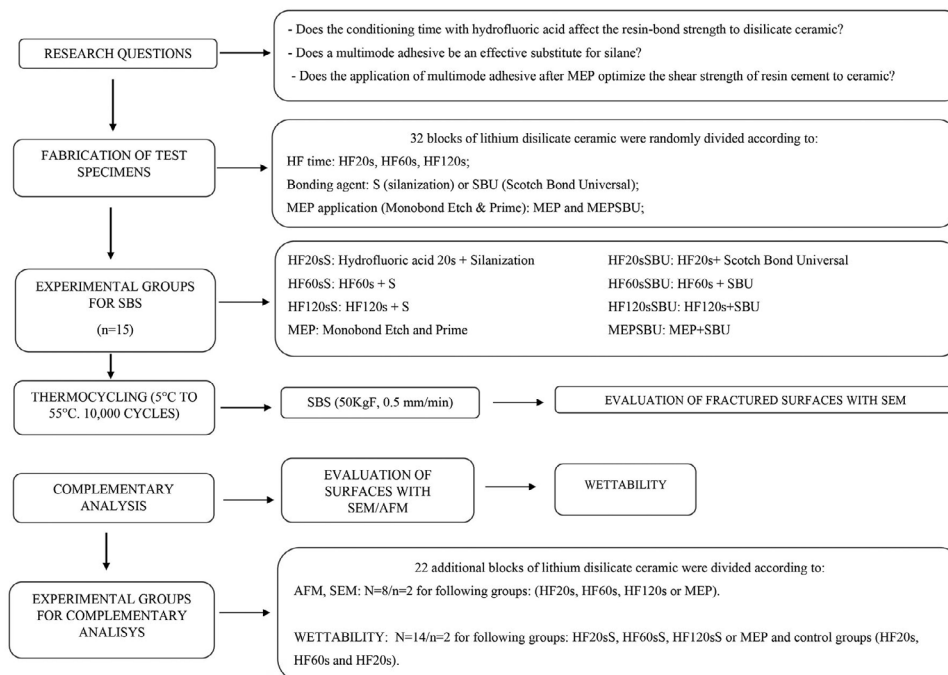 RESEARCH QUESTIONS
- Does the conditioning time with hydrofluoric acid affect the resin-bond strength to disilicate ceramic?
- Does a multimode adhesive be an effective substitute for silane?
- Does the application of multimode adhesive after MEP optimize the shear strength of resin cement to ceramic?
FABRICATION OF TEST
SPECIMENS
32 blocks of lithium disilicate ceramic were randomly divided according to:
HF time: HF20s, HF60s, HF120s;
Bonding agent: S (silanization) or SBU (Scotch Bond Universal);
MEP application (Monobond Etch & Prime): MEP and MEPSBU;
EXPERIMENTAL GROUPS
FOR SBS
(n=15)
HF20sS: Hydrofluoric acid 20s + Silanization
HF60sS: HF60s + S
HF120sS: HF120s + S
MEP: Monobond Etch and Prime
HF20sSBU: HF20s+ Scotch Bond Universal
HF60sSBU: HF60s + SBU
HF120sSBU: HF120s+SBU
MEPSBU: MEP+SBU
THERMOCYCLING (5°C TO
55°C. 10,000 CYCLES)
SBS (50KgF, 0.5 mm/min)
EVALUATION OF FRACTURED SURFACES WITH SEM
COMPLEMENTARY
ANALYSIS
EVALUATION OF
SURFACES WITH
SEM/AFM
WETTABILITY
EXPERIMENTAL GROUPS
FOR COMPLEMENTARY
ANALISYS
22 additional blocks of lithium disilicate ceramic were divided according to:
AFM, SEM: N=8/n=2 for following groups: (HF20s, HF60s, HF120s or MEP).
WETTABILITY: N=14/n=2 for following groups: HF20sS, HF60sS, HF120sS or MEP and control groups (HF20s,
HF60s and HF20s).